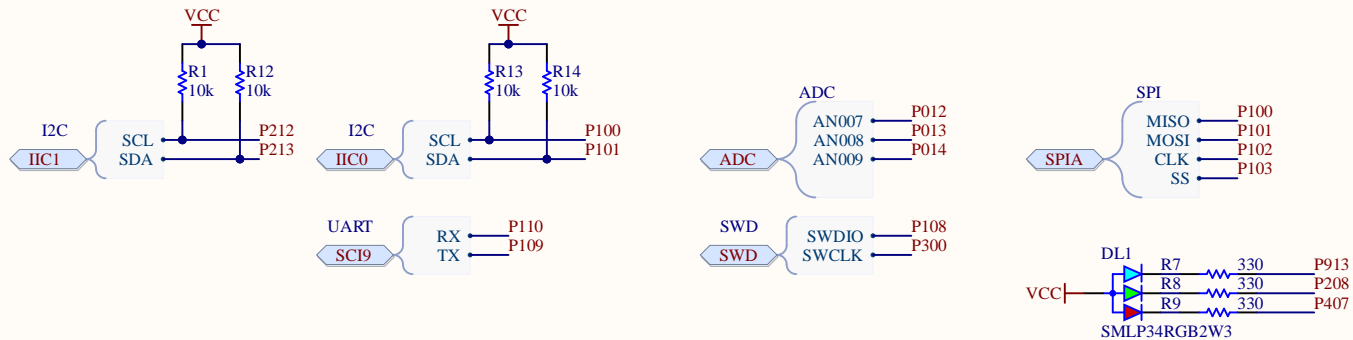 VCC
R1
10k
R12
10k
I2C
IIC1
SCL
SDA
P212
P213
VCC
R13
10k
R14
10k
I2C
IIC0
SCL
SDA
P100
P101
ADC
ADC
AN007
AN008
AN009
P012
P013
P014
SPI
SPIA
MISO
MOSI
CLK
SS
P100
P101
P102
P103
UART
SCI9
RX
TX
P110
P109
SWD
SWD
SWDIO
SWCLK
P108
P300
DL1
VCC
R7 330 P913
R8 330 P208
R9 330 P407
SMLP34RGB2W3